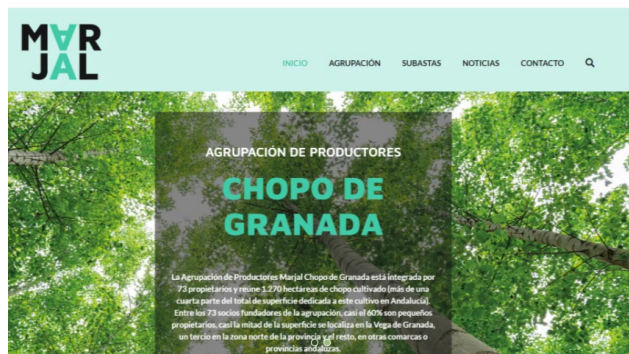 MARJAL
INICIO AGRUPACIÓN SUBASTAS NOTICIAS CONTACTO
AGRUPACIÓN DE PRODUCTORES
CHOPO DE
GRANADA
La Agrupación de Productores Marjal Chopo de Granada está integrada por
73 propietarios y reúne 1.270 hectáreas de chopo cultivado (más de una
cuarta parte del total de superficie dedicada a este cultivo en Andalucía).
Entre los 73 socios fundadores de la agrupación, casi el 60% son pequeños
propietarios, casi la mitad de la superficie se localiza en la Vega de Granada,
un tercio en la zona norte de la provincia y el resto, en otras comarcas o
provincias andaluzas.